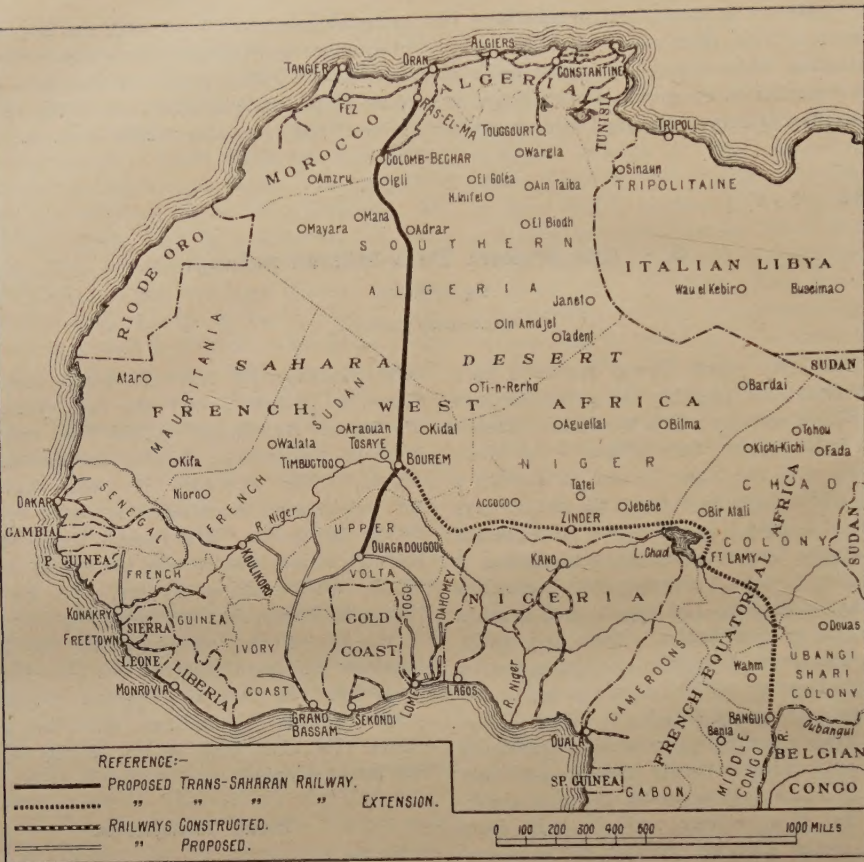 ALGIERS
ORAN
TANGIER
CONSTANTINE
ALGERIA
FEZ
RAS-EL-MA
TUNISIA
TRIPOLI
TOUGGOURT
MOROCCO
COLOMB-BECHAR
Wargla
Sinaun
TRIPOLITAINE
Amzru
Igli
El Golea
Ain Taiba
H.Inifel
Mana
Mayara
Adrar
El Biodh
SOUTHERN
ALGERIA
RIO DE ORO
ITALIAN LIBYA
Wau el Kebir
Buseima
Janet
In Amdjel
Tadent
SAHARA DESERT
SUDAN
Ataro
MAURITANIA
Ti-n-Rerho
Bardai
FRENCH WEST AFRICA
FRENCH SUDAN
Araouan
Kidal
Aguellal
Bilma
Tohou
Kichi-Kichi
Fada
Walata
TOSAYE
TIMBUCTOO
BOUREM
Kifa
Nioro
NIGER
CHAD
COLONY
Tatei
Accogo
Jebébe
Bir Alali
ZINDER
DAKAR
SENEGAL
R. Niger
UPPER
VOLTA
OUAGADOUGOU
KOULIKORO
L. Chad
FT LAMY
SUDAN
GAMBIA
P. GUINEA
FRENCH
GUINEA
KANO
NIGERIA
KONAKRY
FREETOWN
SIERRA
LEONE
IVORY
COAST
GOLD
COAST
TOGO
DAHOMEY
R. Niger
CAMEROONS
FRENCH EQUATORIAL AFRICA
Douas
UBANGI
SHARI
COLONY
Wahm
LIBERIA
MONROVIA
GRAND
BASSAM
SEKONDI
LOME
LAGOS
DUALA
Bania
BANGUI
Oubangui
R.
MIDDLE
CONGO
BELGIAN
CONGO
SP. GUINEA
GABON
REFERENCE:-
PROPOSED TRANS-SAHARAN RAILWAY.
" " " " EXTENSION.
RAILWAYS CONSTRUCTED.
" PROPOSED.
0 100 200 300 400 500 1000 MILES